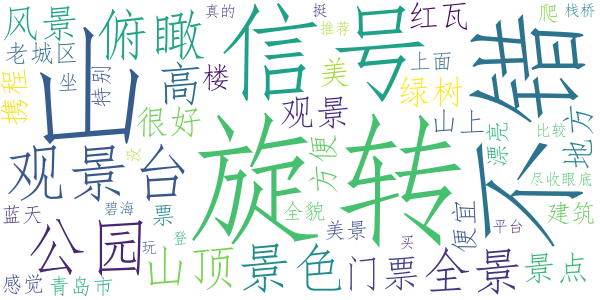 真的
挺
推荐
红瓦
爬
栈桥
风景
俯瞰
信号
老城区
坐
特别
山
携程
高
楼
美
上面
绿树
不错
很好
观景
山上
地方
漂亮
比较
旋转
观景台
没
方便
尽收眼底
蓝天
碧海
票
全貌
美景
便宜
建筑
公园
玩
登
买
平台
山顶
景色
门票
全景
景点
感觉
青岛市